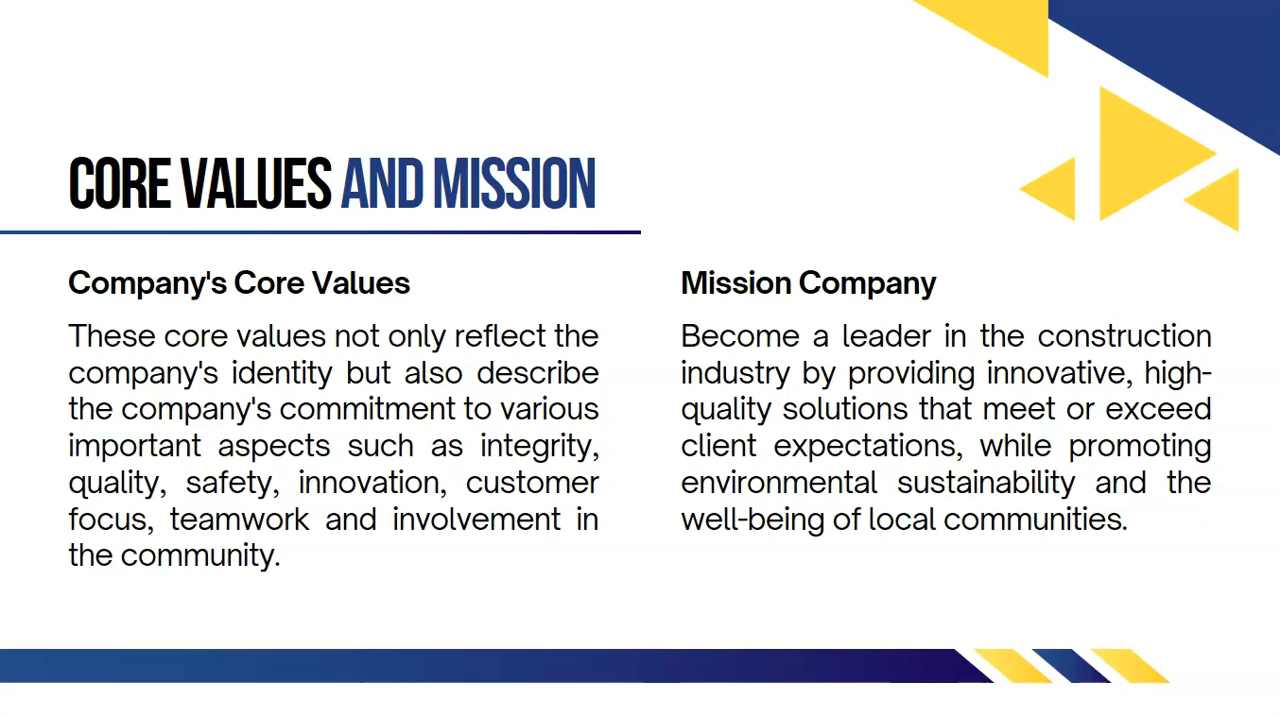 CORE VALUES AND MISSION
Company's Core Values
These core values not only reflect the
company's identity but also describe
the company's commitment to various
important aspects such as integrity,
quality, safety, innovation, customer
focus, teamwork and involvement in
the community.
Mission Company
Become a leader in the construction
industry by providing innovative, high-
quality solutions that meet or exceed
client expectations, while promoting
environmental sustainability and the
well-being of local communities.